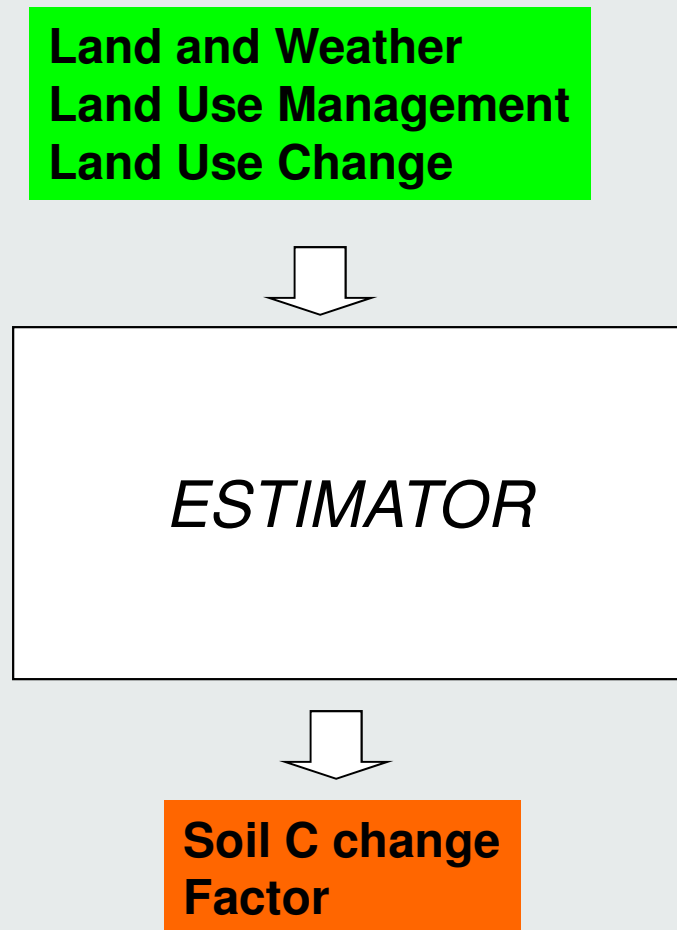 Land and Weather
Land Use Management
Land Use Change
ESTIMATOR
Soil C change
Factor